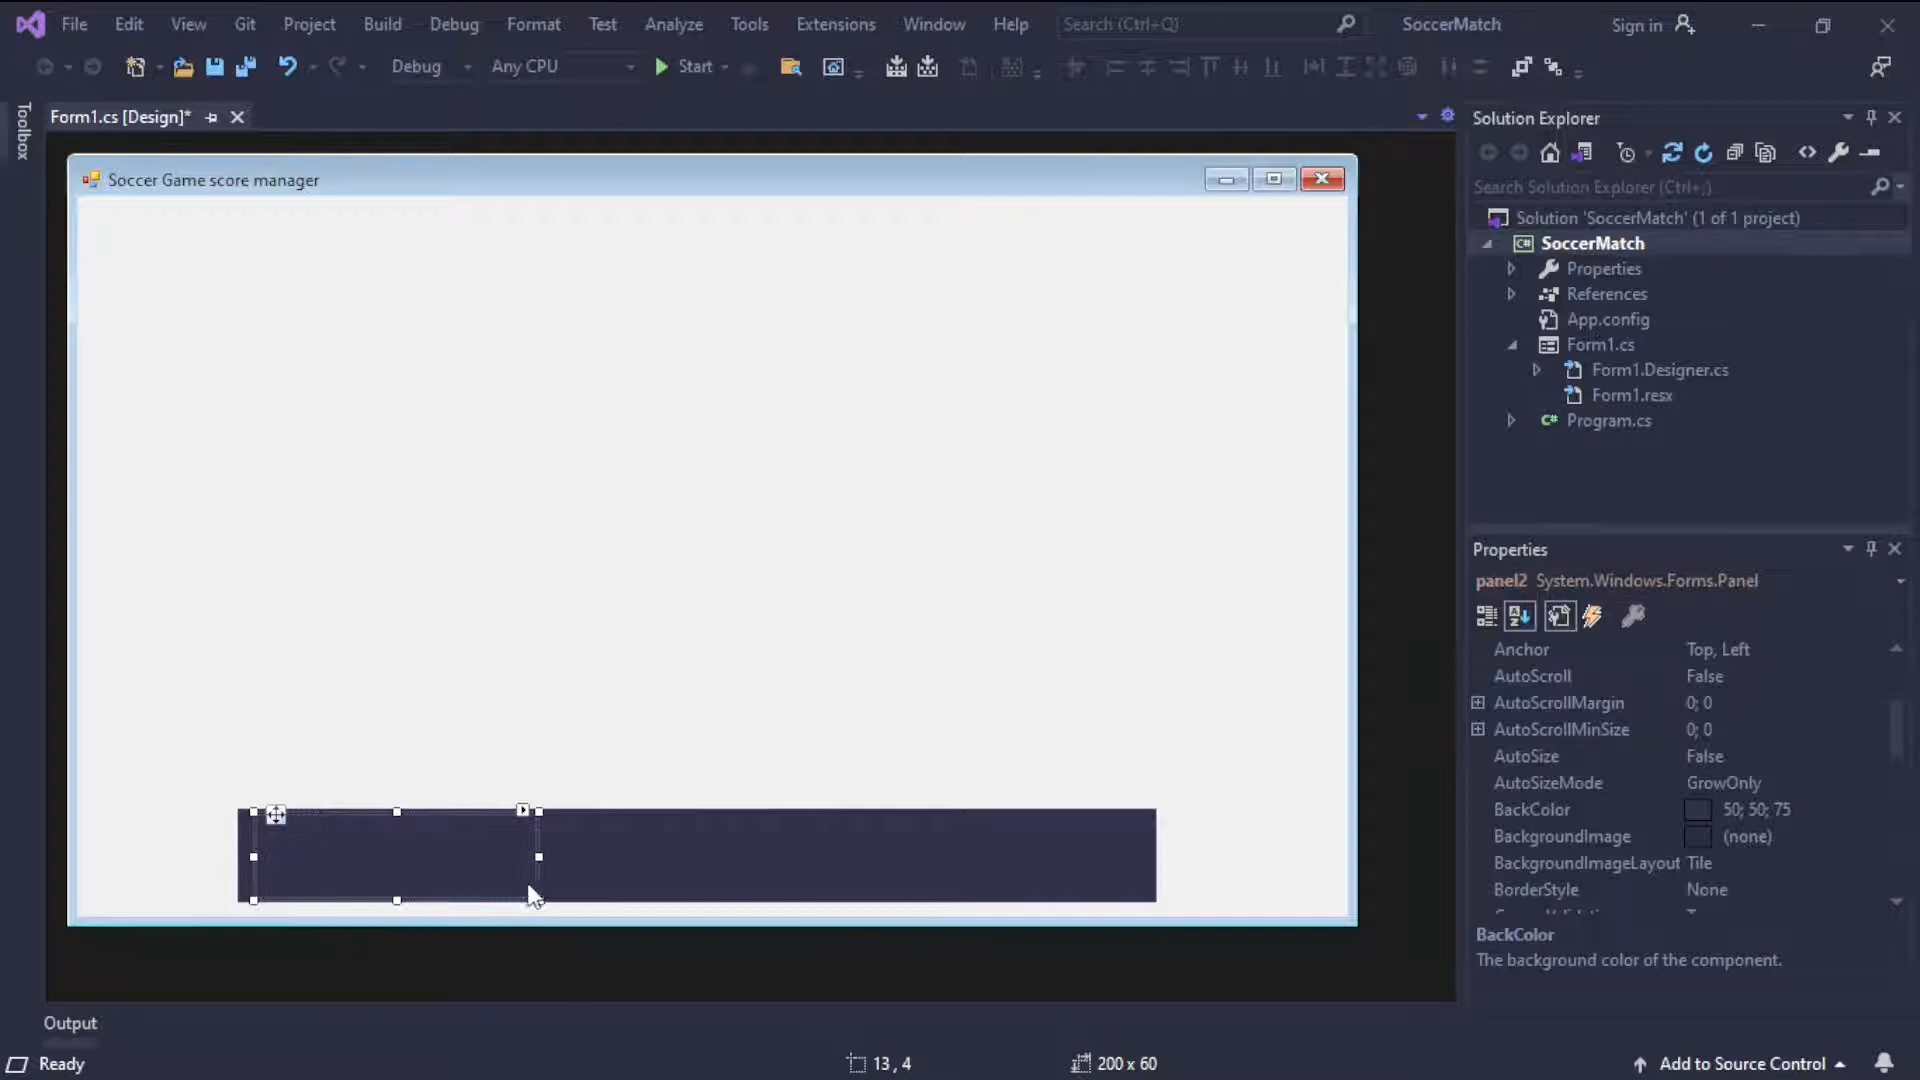 File Edit View Git Project Build Debug Format Test Analyze Tools Extensions Window Help Search (Ctrl+Q) SoccerMatch Sign in
Debug Any CPU Start
Toolbox
Form1.cs [Design]*
Soccer Game score manager
Solution Explorer
Search Solution Explorer (Ctrl+;)
Solution 'SoccerMatch' (1 of 1 project)
C# SoccerMatch
Properties
References
App.config
Form1.cs
Form1.Designer.cs
Form1.resx
C# Program.cs
Properties
panel2 System.Windows.Forms.Panel
Anchor Top, Left
AutoScroll False
AutoScrollMargin 0; 0
AutoScrollMinSize 0; 0
AutoSize False
AutoSizeMode GrowOnly
BackColor 50; 50; 75
BackgroundImage (none)
BackgroundImageLayout Tile
BorderStyle None
BackColor
The background color of the component.
Output
Ready 13 , 4 200 x 60 Add to Source Control